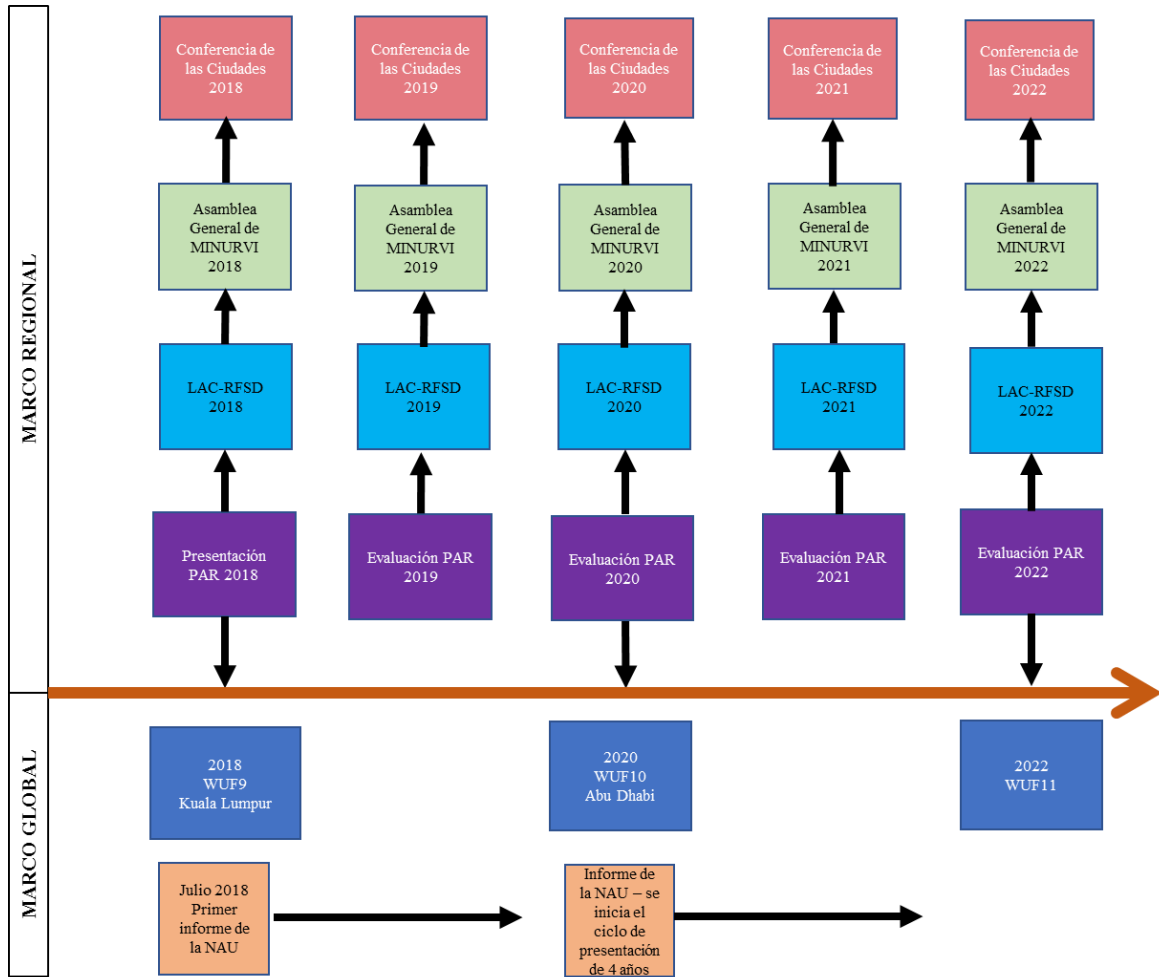 MARCO REGIONAL
Conferencia de
las Ciudades
2018
Conferencia de
las Ciudades
2019
Conferencia de
las Ciudades
2020
Conferencia de
las Ciudades
2021
Conferencia de
las Ciudades
2022
Asamblea
General de
MINURVI
2018
Asamblea
General de
MINURVI
2019
Asamblea
General de
MINURVI
2020
Asamblea
General de
MINURVI
2021
Asamblea
General de
MINURVI
2022
LAC-RFSD
2018
LAC-RFSD
2019
LAC-RFSD
2020
LAC-RFSD
2021
LAC-RFSD
2022
Presentación
PAR 2018
Evaluación PAR
2019
Evaluación PAR
2020
Evaluación PAR
2021
Evaluación PAR
2022
MARCO GLOBAL
2018
WUF9
Kuala Lumpur
2020
WUF10
Abu Dhabi
2022
WUF11
Julio 2018
Primer
informe de
la NAU
Informe de
la NAU – se
inicia el
ciclo de
presentación
de 4 años